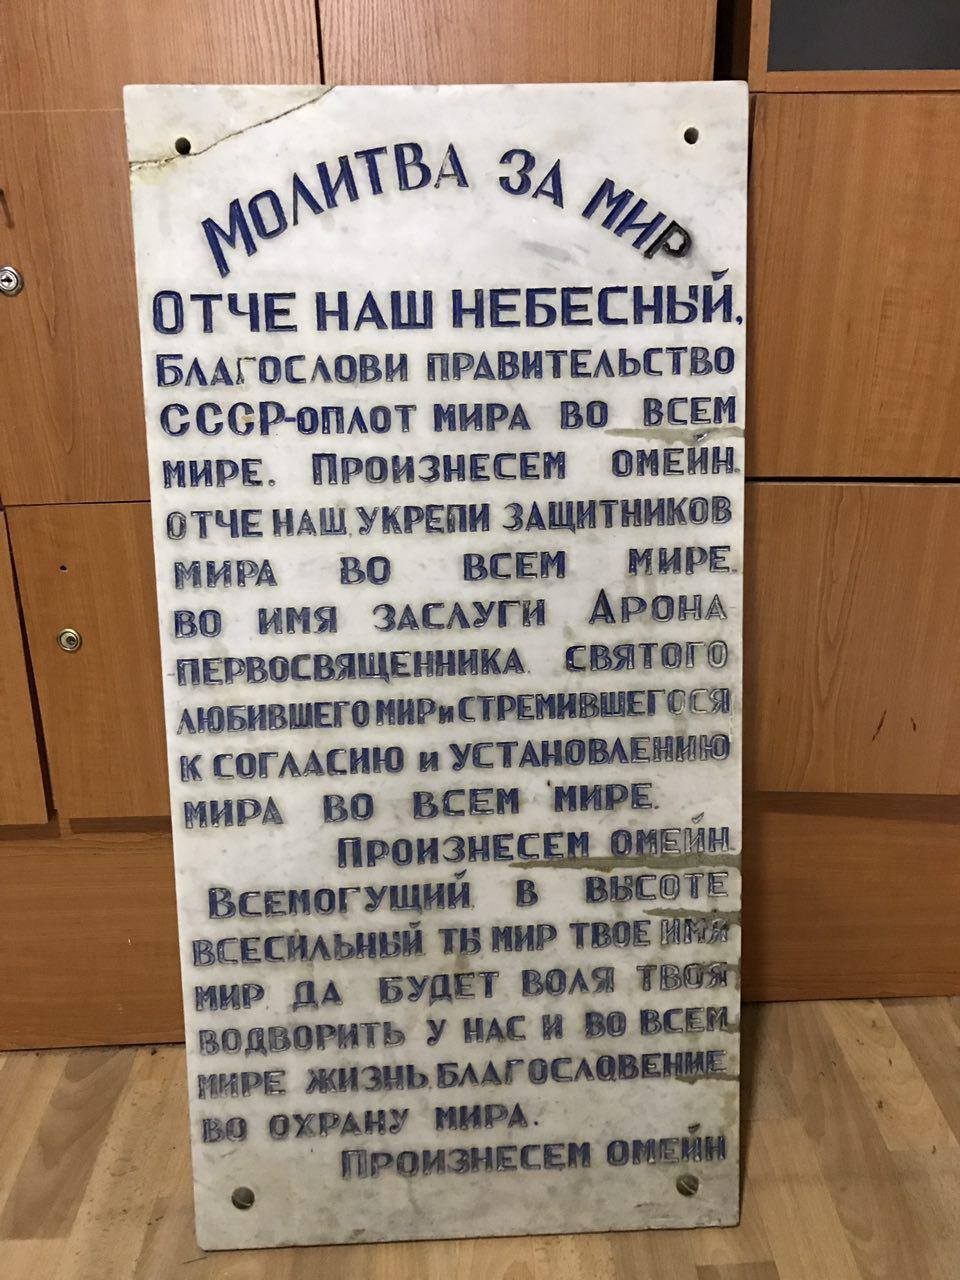 МОЛИТВА ЗА МИР
ОТЧЕ НАШ НЕБЕСНЫЙ,
БЛАГОСЛОВИ ПРАВИТЕЛЬСТВО
СССР-ОПЛОТ МИРА ВО ВСЕМ
МИРЕ. ПРОИЗНЕСЕМ ОМЕЙН.
ОТЧЕ НАШ, УКРЕПИ ЗАЩИТНИКОВ
МИРА ВО ВСЕМ МИРЕ.
ВО ИМЯ ЗАСЛУГИ АРОНА
ПЕРВОСВЯЩЕННИКА. СВЯТОГО
ЛЮБИВШЕГО МИР и СТРЕМИВШЕГОСЯ
К СОГЛАСИЮ и УСТАНОВЛЕНИЮ
МИРА ВО ВСЕМ МИРЕ.
ПРОИЗНЕСЕМ ОМЕЙН
ВСЕМОГУЩИЙ, В ВЫСОТЕ
ВСЕСИЛЬНЫЙ ТЫ МИР ТВОЕ ИМЯ
МИР, ДА БУДЕТ ВОЛЯ ТВОЯ
ВОДВОРИТЬ У НАС И ВО ВСЕМ
МИРЕ ЖИЗНЬ, БЛАГОСЛОВЕНИЕ
ВО ОХРАНУ МИРА.
ПРОИЗНЕСЕМ ОМЕЙН